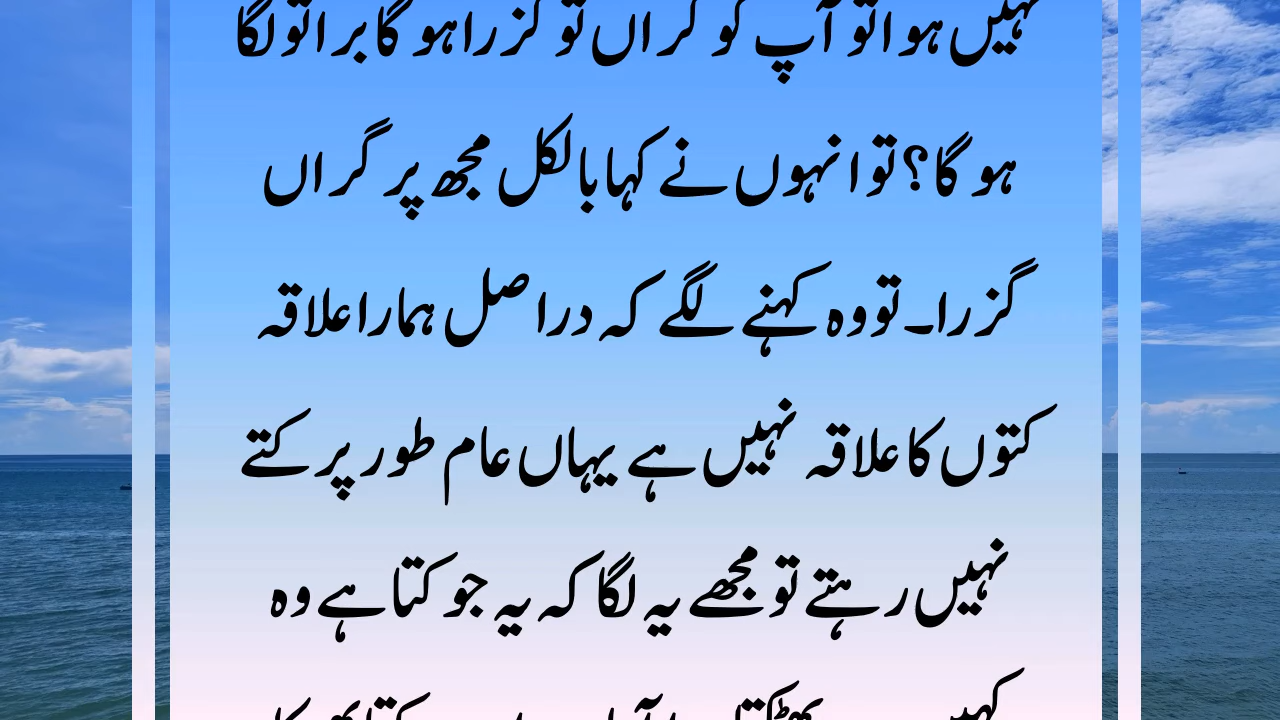 نہیں ہوا تو آپ کو گراں تو گزرا ہو گا برا تو لگا
ہو گا؟ تو انہوں نے کہا بالکل مجھ پر گراں
گزرا۔ تو وہ کہنے لگے کہ دراصل ہمارا علاقہ
کتوں کا علاقہ نہیں ہے یہاں عام طور پر کتے
نہیں رہتے تو مجھے یہ لگا کہ یہ جو کتا ہے وہ
کہیں